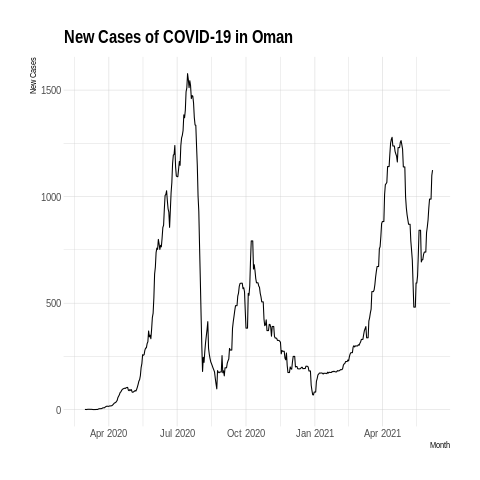 New Cases of COVID-19 in Oman
New Cases
1500
1000
500
0
Apr 2020 Jul 2020 Oct 2020 Jan 2021 Apr 2021
Month